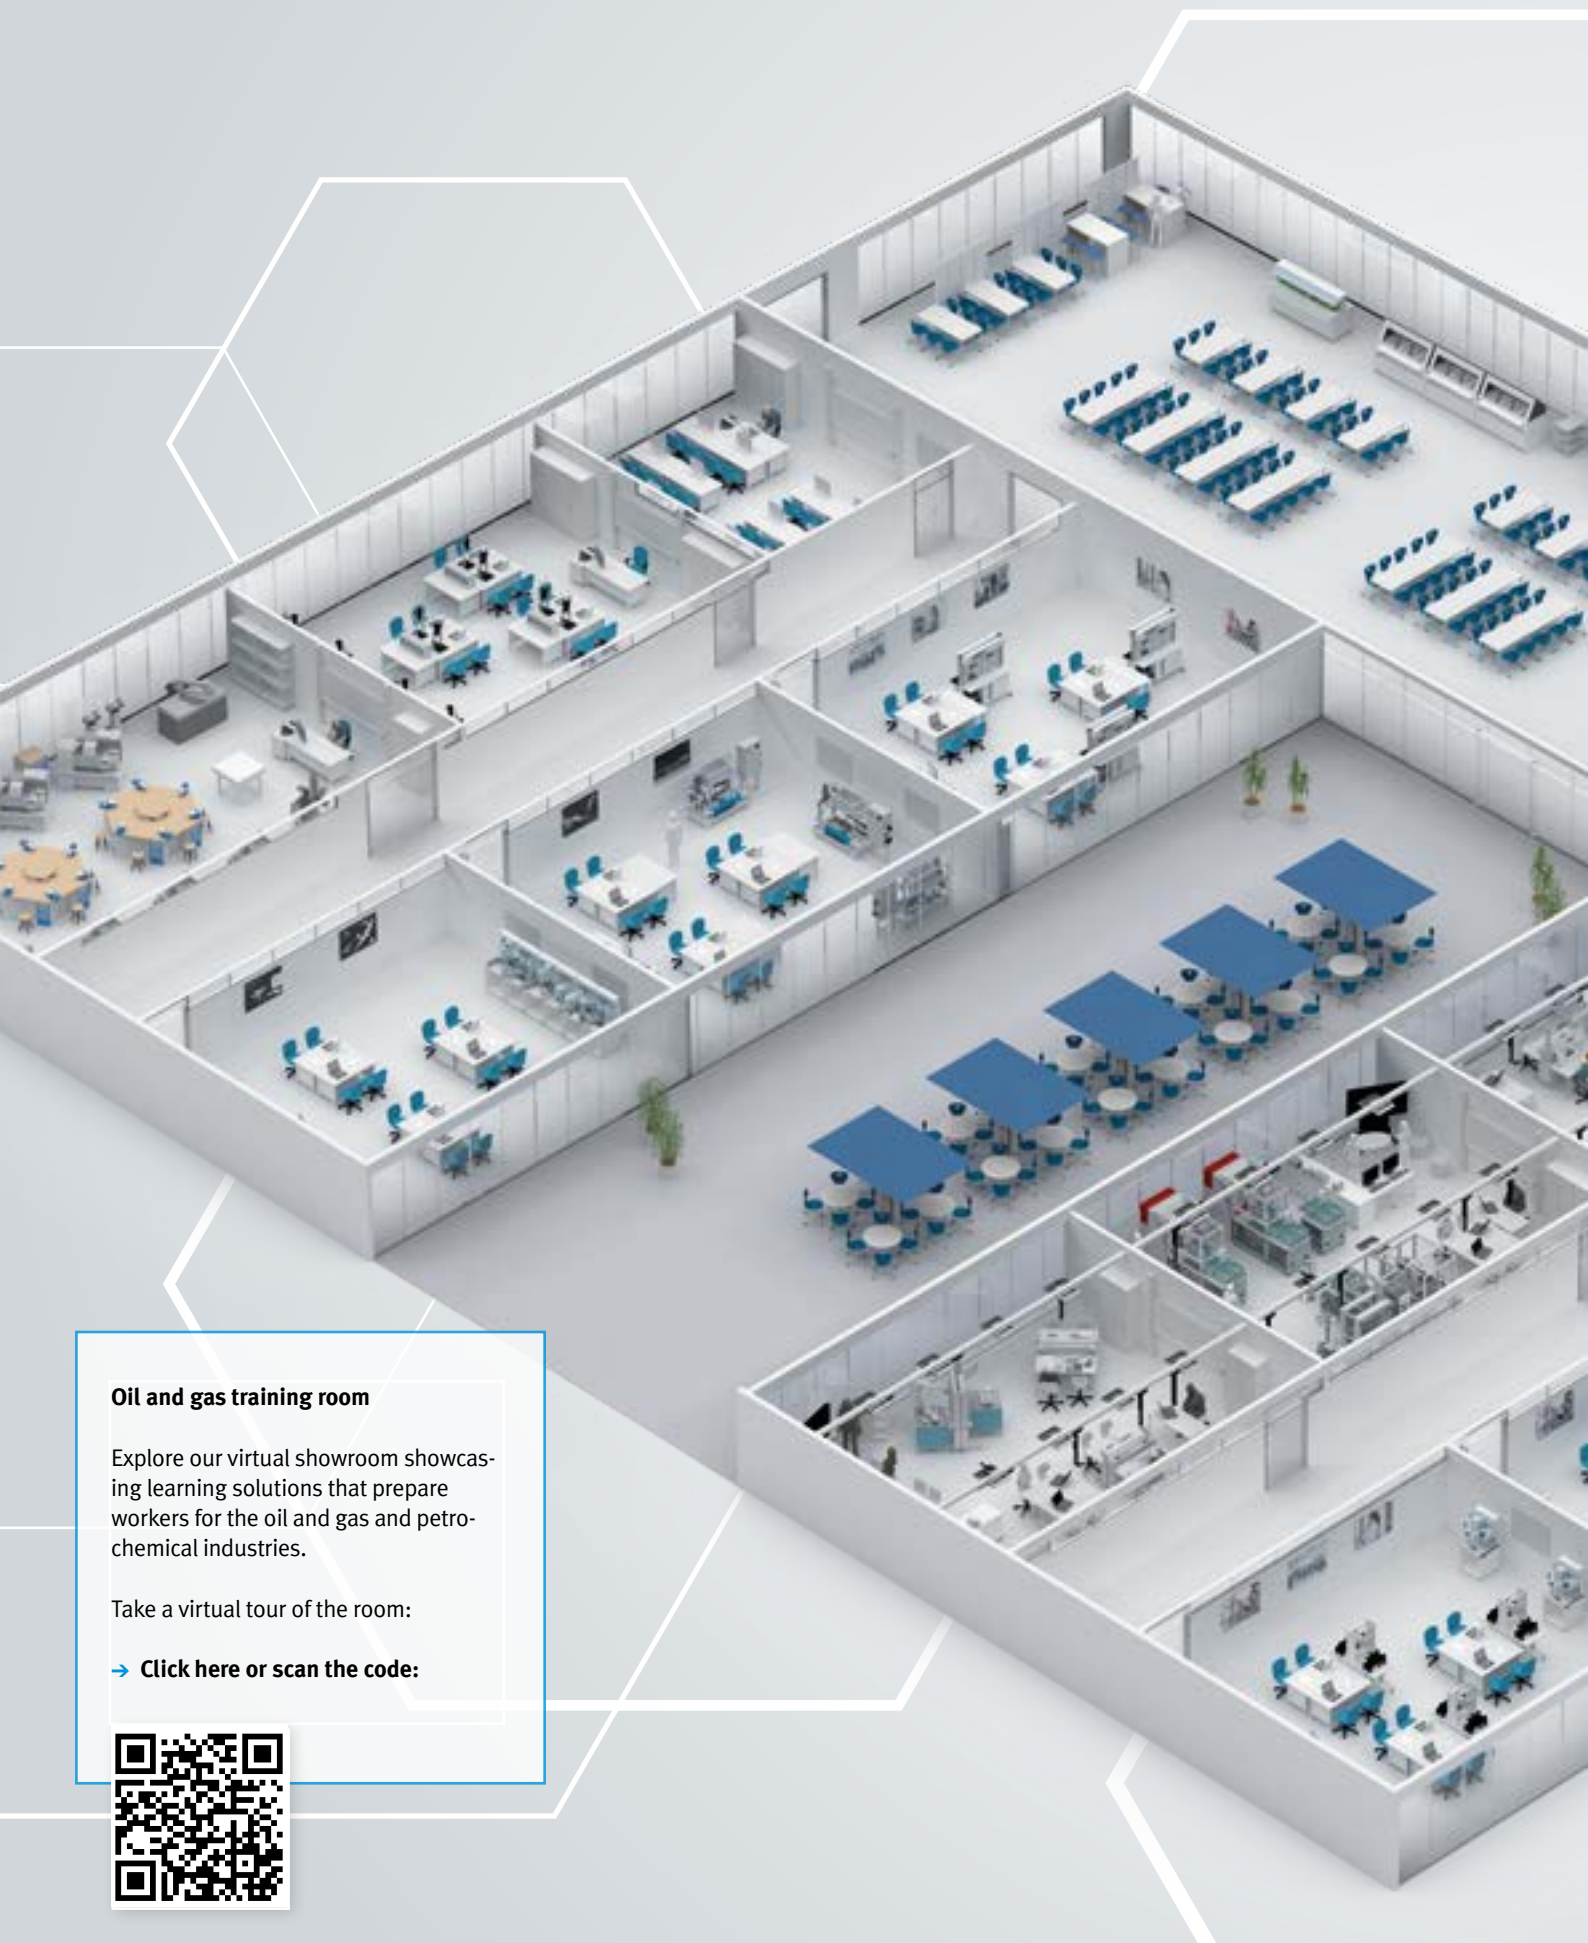 Oil and gas training room
Explore our virtual showroom showcas-
ing learning solutions that prepare
workers for the oil and gas and petro-
chemical industries.
Take a virtual tour of the room:
→ Click here or scan the code: